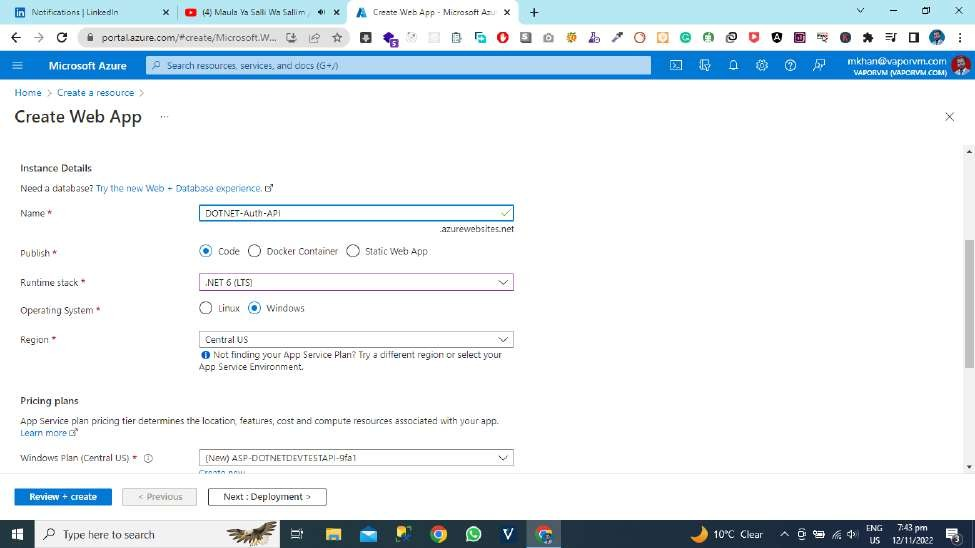 Notifications | LinkedIn
(4) Maula Ya Salli Wa Sallim
Create Web App - Microsoft Azu
portal.azure.com/#create/Microsoft.W...
Microsoft Azure
Search resources, services, and docs (G+/)
mkhan@vaporvm.com
VAPORVM (VAPORVM.COM)
Home > Create a resource >
Create Web App ...
Instance Details
Need a database? Try the new Web + Database experience.
Name *
DOTNET-Auth-API
.azurewebsites.net
Publish *
Code
Docker Container
Static Web App
Runtime stack *
.NET 6 (LTS)
Operating System *
Linux
Windows
Region *
Central US
Not finding your App Service Plan? Try a different region or select your
App Service Environment.
Pricing plans
App Service plan pricing tier determines the location, features, cost and compute resources associated with your app.
Learn more
Windows Plan (Central US) *
(New) ASP-DOTNETDEVTESTAPI-9fa1
Create new
Review + create
< Previous
Next : Deployment >
Type here to search
10°C Clear
ENG
US
7:43 pm
12/11/2022
3